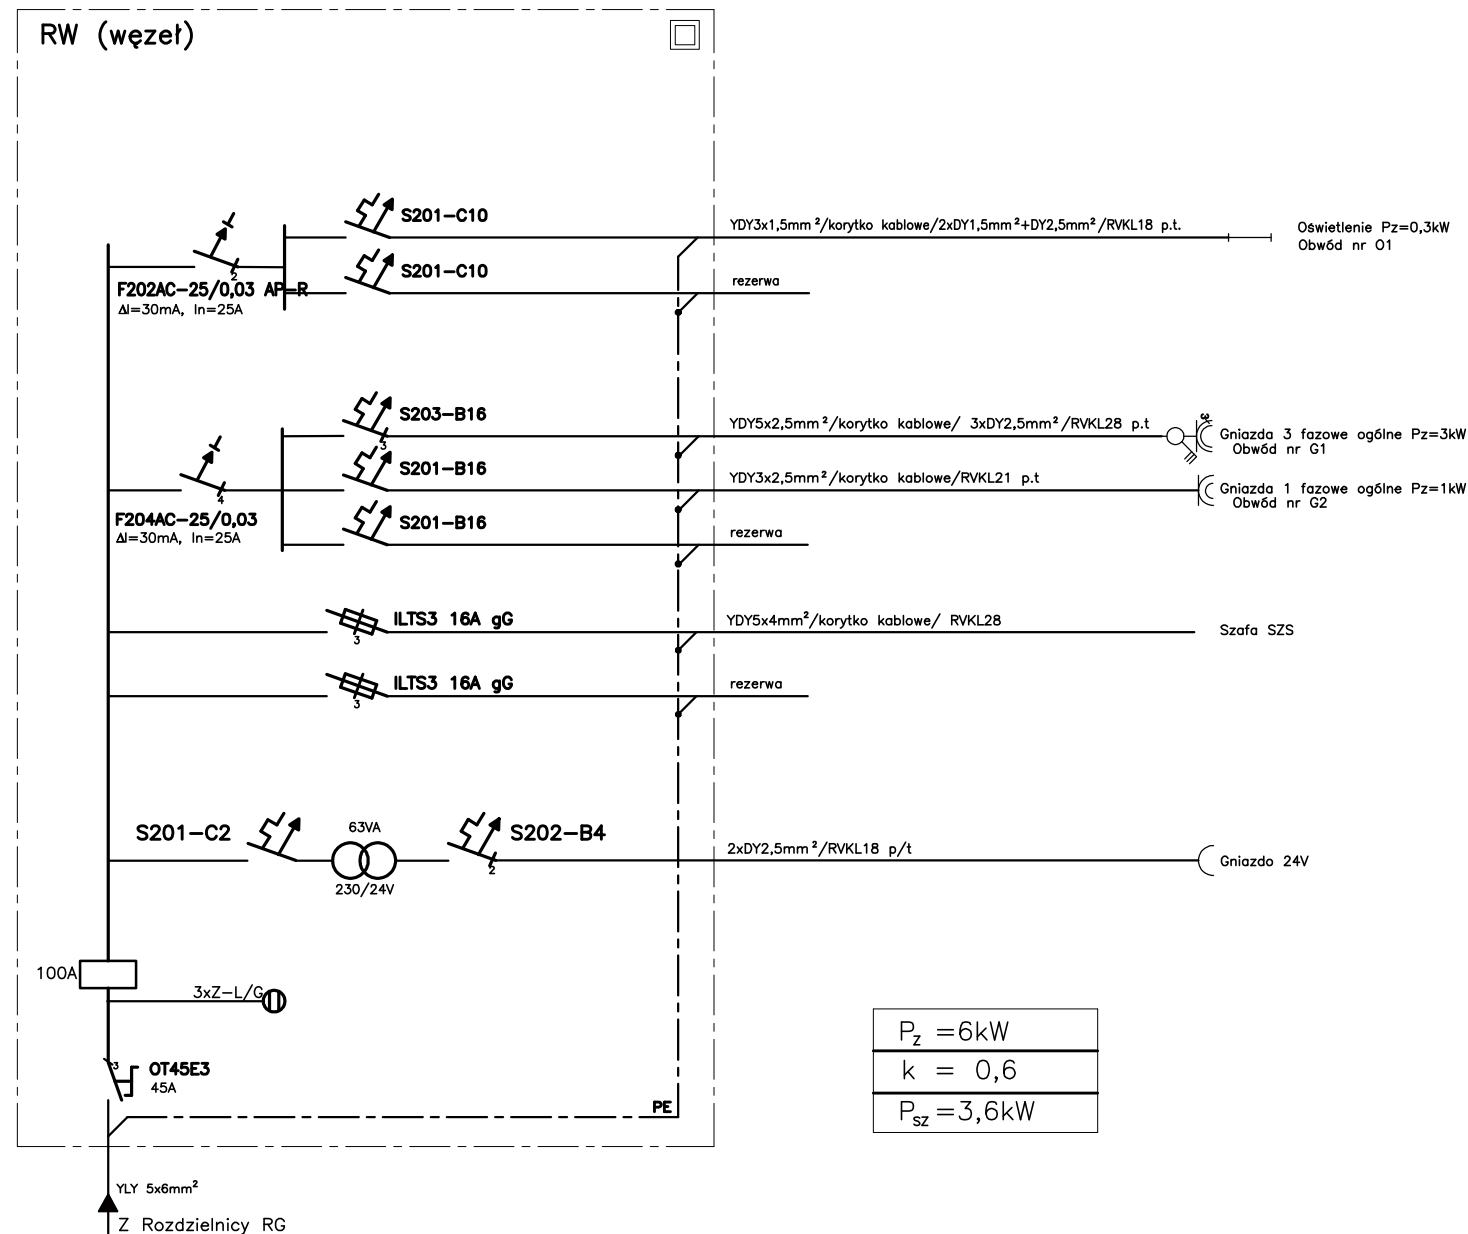 RW (węzeł)
S201-C10
YDY3x1,5mm²/korytko kablowe/2xDY1,5mm²+DY2,5mm²/RVKL18 p.t.
Oświetlenie Pz=0,3kW
Obwód nr O1
2
F202AC-25/0,03 AP-R
ΔI=30mA, In=25A
S201-C10
rezerwa
S203-B16
3
YDY5x2,5mm²/korytko kablowe/ 3xDY2,5mm²/RVKL28 p.t
3
Gniazda 3 fazowe ogólne Pz=3kW
Obwód nr G1
4
F204AC-25/0,03
ΔI=30mA, In=25A
S201-B16
YDY3x2,5mm²/korytko kablowe/RVKL21 p.t
Gniazda 1 fazowe ogólne Pz=1kW
Obwód nr G2
S201-B16
rezerwa
ILTS3 16A gG
3
YDY5x4mm²/korytko kablowe/ RVKL28
Szafa SZS
ILTS3 16A gG
3
rezerwa
S201-C2
63VA
230/24V
S202-B4
2
2xDY2,5mm²/RVKL18 p/t
Gniazdo 24V
100A
3xZ-L/G
3
OT45E3
45A
PE
Pz =6kW
k = 0,6
Psz =3,6kW
YLY 5x6mm²
Z Rozdzielnicy RG